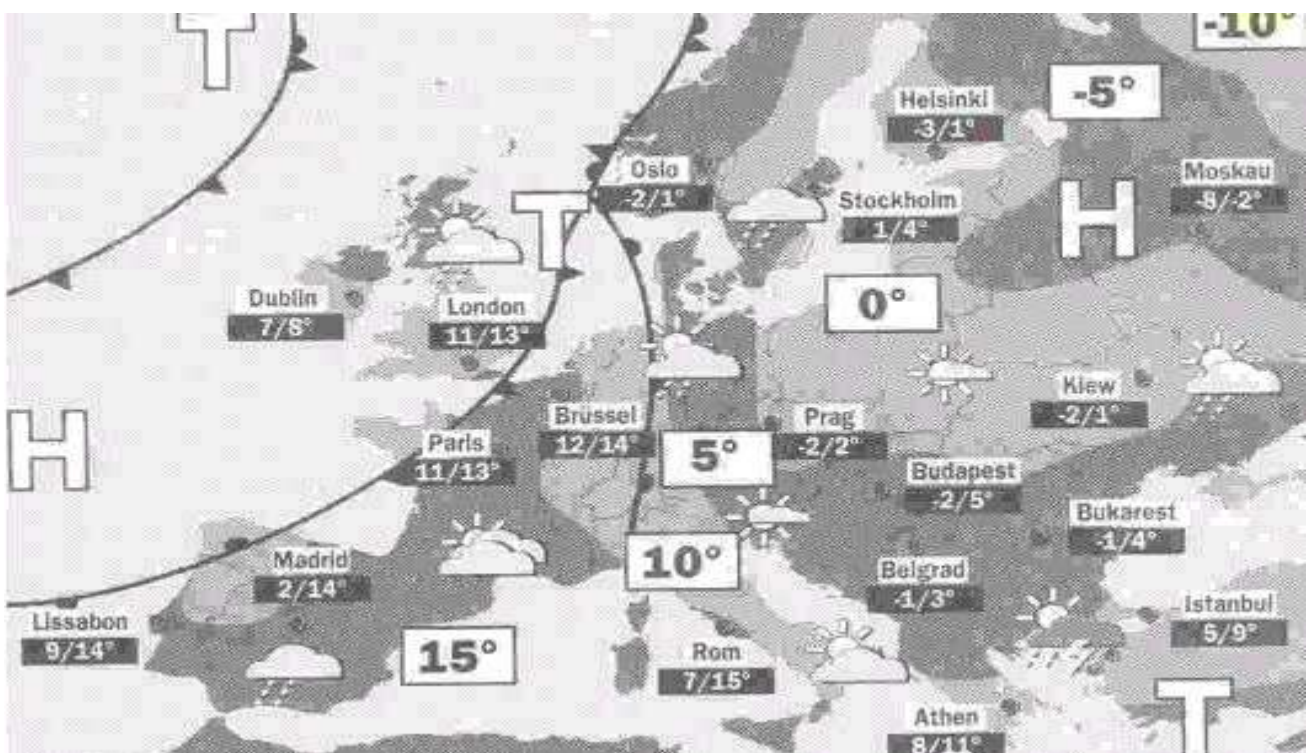 T
-10°
-5°
Helsinki
-3/1°
Oslo
-2/1°
Moskau
-8/-2°
Stockholm
1/4°
T
H
Dublin
7/8°
London
11/13°
0°
Kiew
-2/1°
H
Paris
11/13°
Brüssel
12/14°
5°
Prag
-2/2°
Budapest
-2/5°
Bukarest
-1/4°
Madrid
2/14°
10°
Belgrad
-1/3°
Istanbul
5/9°
Lissabon
9/14°
15°
Rom
7/15°
T
Athen
8/11°